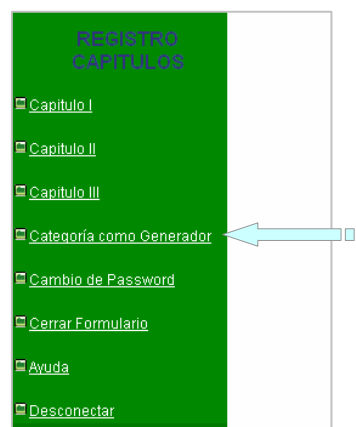 REGISTRO
CAPITULOS
Capitulo I
Capitulo II
Capitulo III
Categoría como Generador
Cambio de Password
Cerrar Formulario
Ayuda
Desconectar